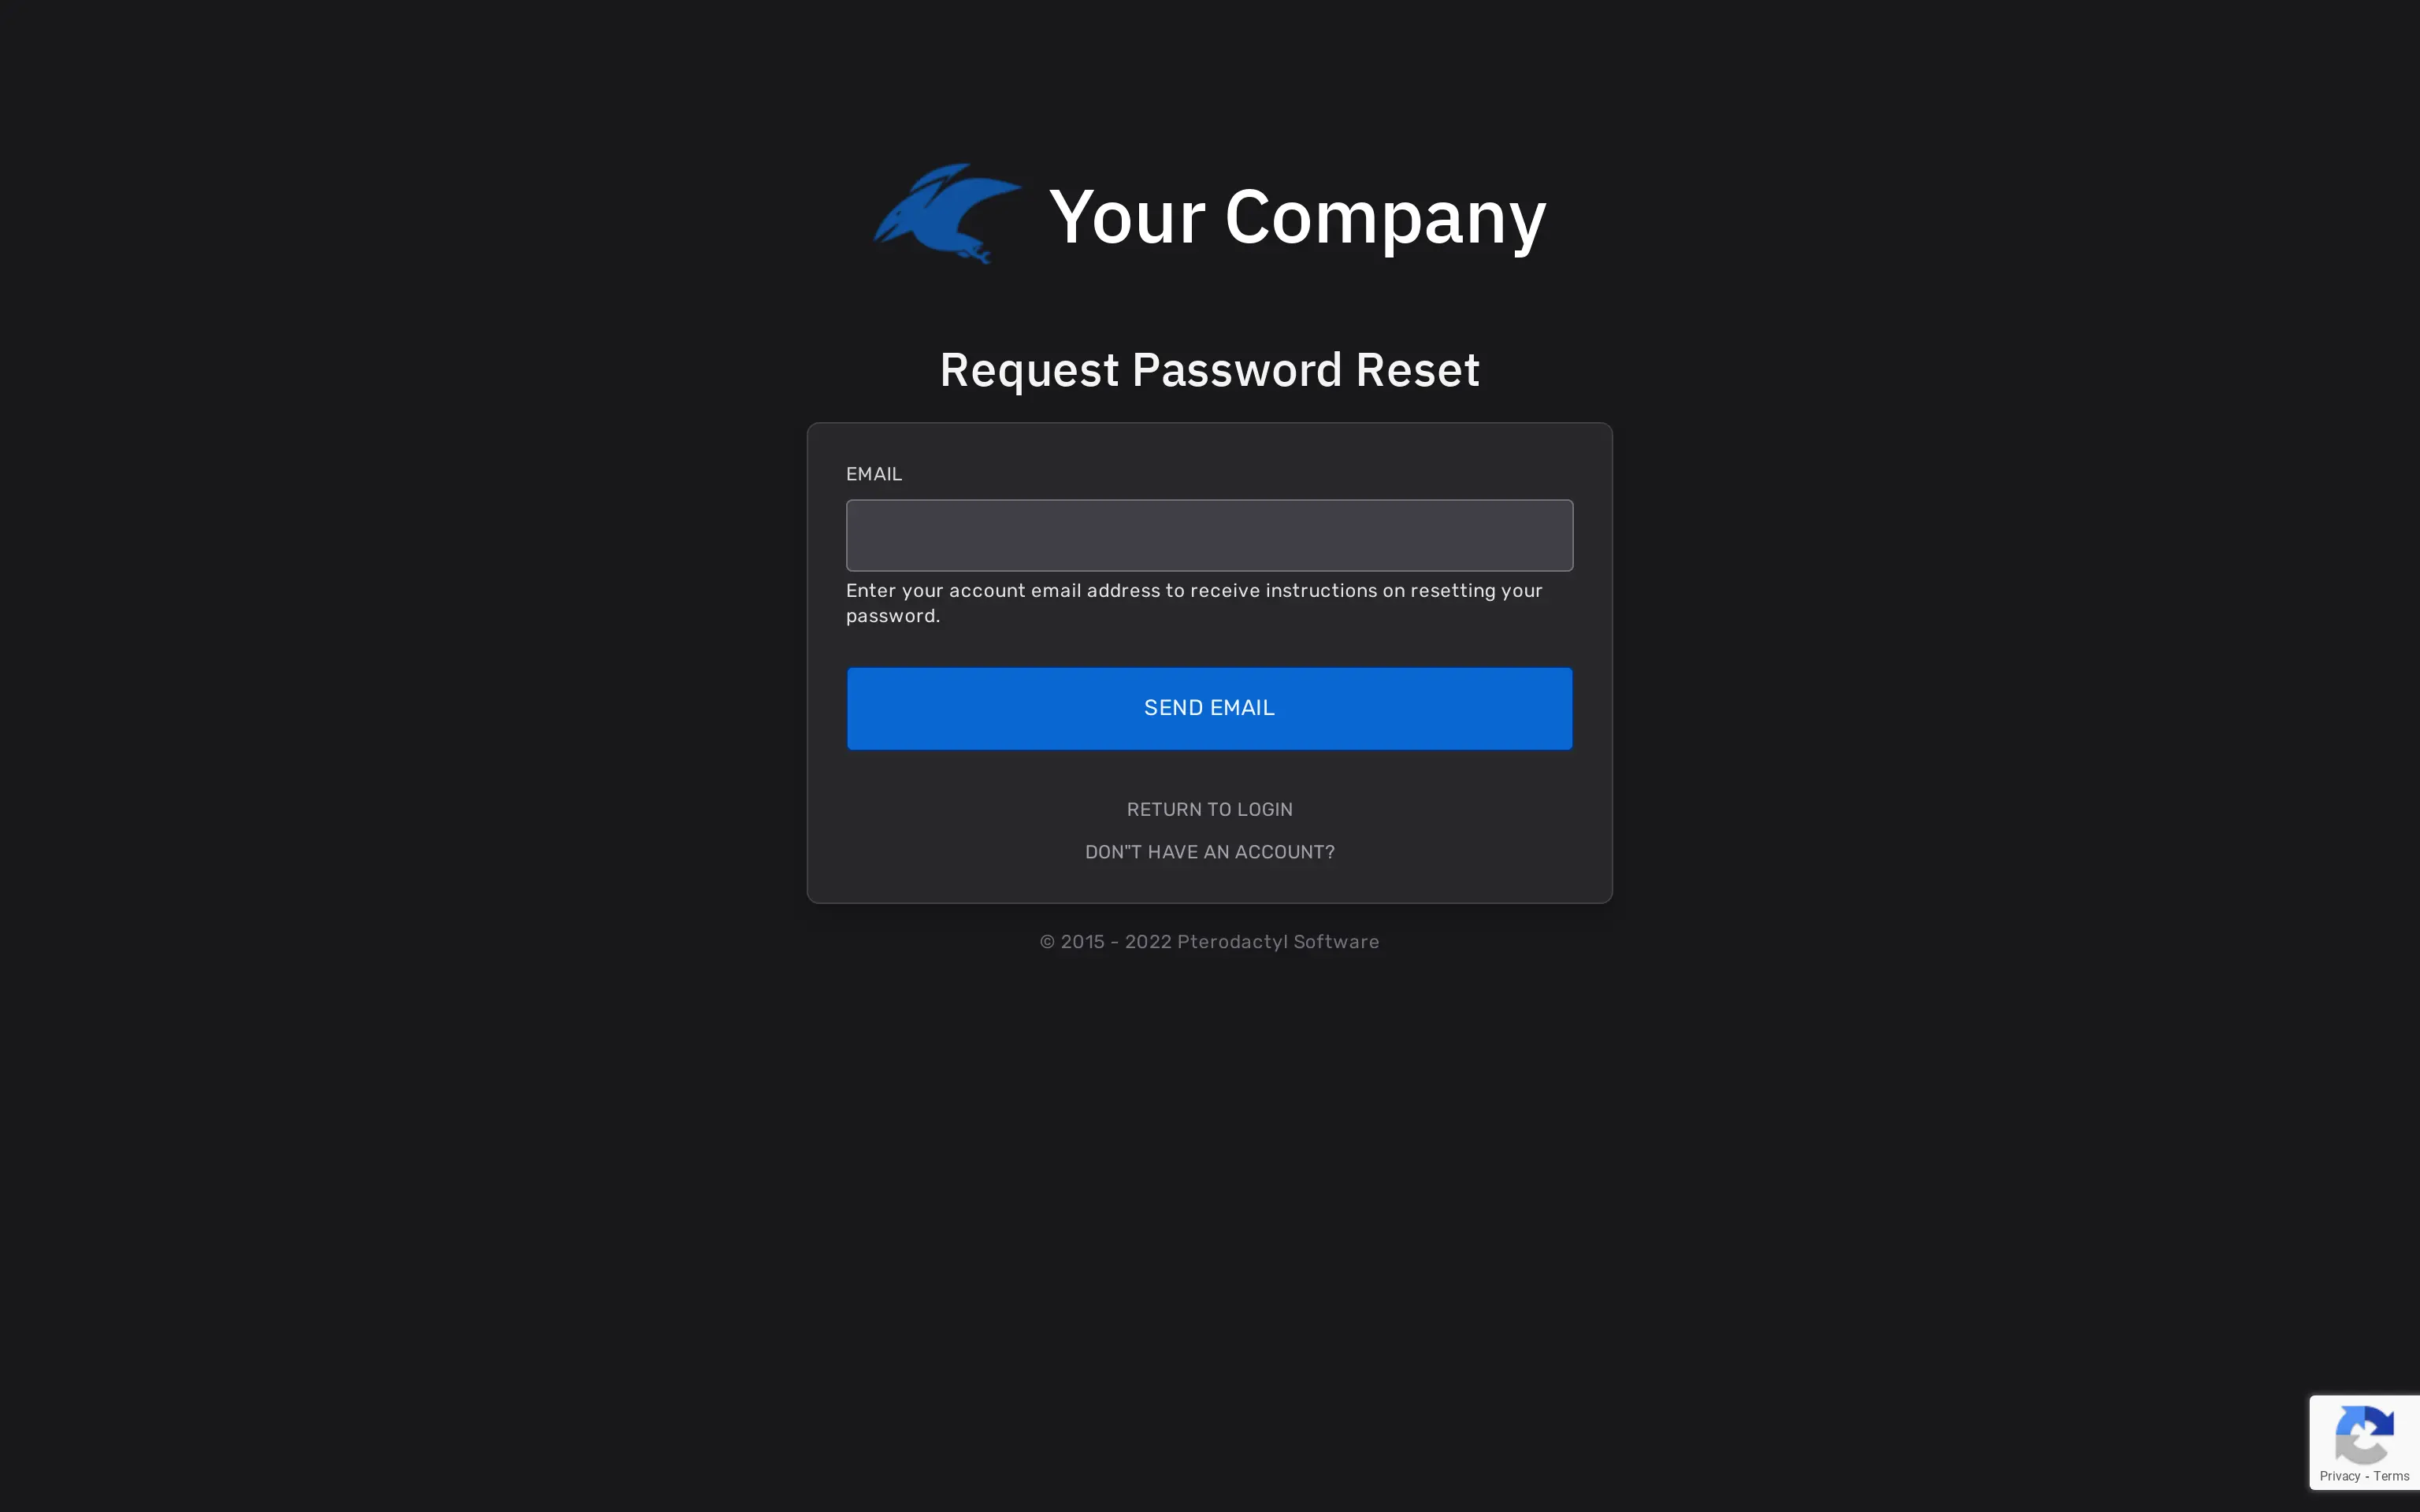 Your Company
Request Password Reset
EMAIL
Enter your account email address to receive instructions on resetting your
password.
SEND EMAIL
RETURN TO LOGIN
DON"T HAVE AN ACCOUNT?
© 2015 - 2022 Pterodactyl Software
Privacy - Terms